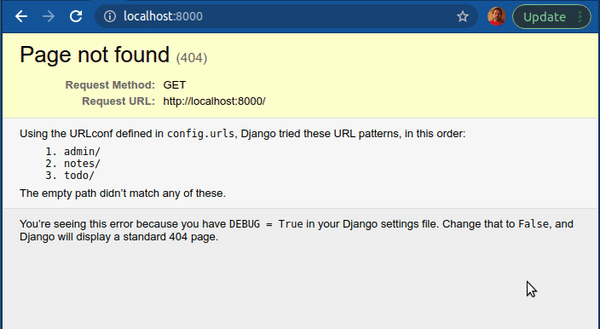 localhost:8000
Update
Page not found (404)
Request Method: GET
Request URL: http://localhost:8000/
Using the URLconf defined in config.urls, Django tried these URL patterns, in this order:
1. admin/
2. notes/
3. todo/
The empty path didn’t match any of these.
You’re seeing this error because you have DEBUG = True in your Django settings file. Change that to False, and
Django will display a standard 404 page.